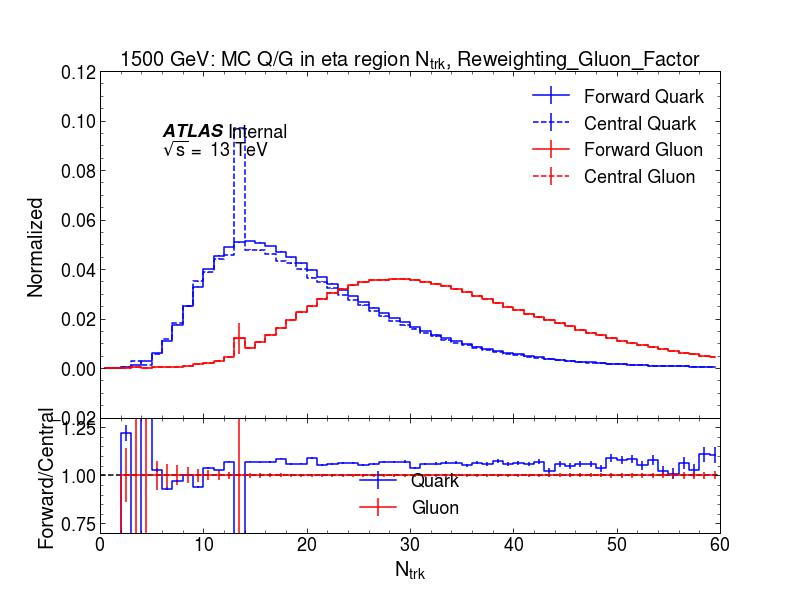 1500 GeV: MC Q/G in eta region N_trk, Reweighting_Gluon_Factor
0.12
0.10
0.08
0.06
0.04
0.02
0.00
0.02
Normalized
ATLAS Internal
√s = 13 TeV
Forward Quark
Central Quark
Forward Gluon
Central Gluon
1.25
1.00
0.75
Forward/Central
Quark
Gluon
0 10 20 30 40 50 60
N_trk